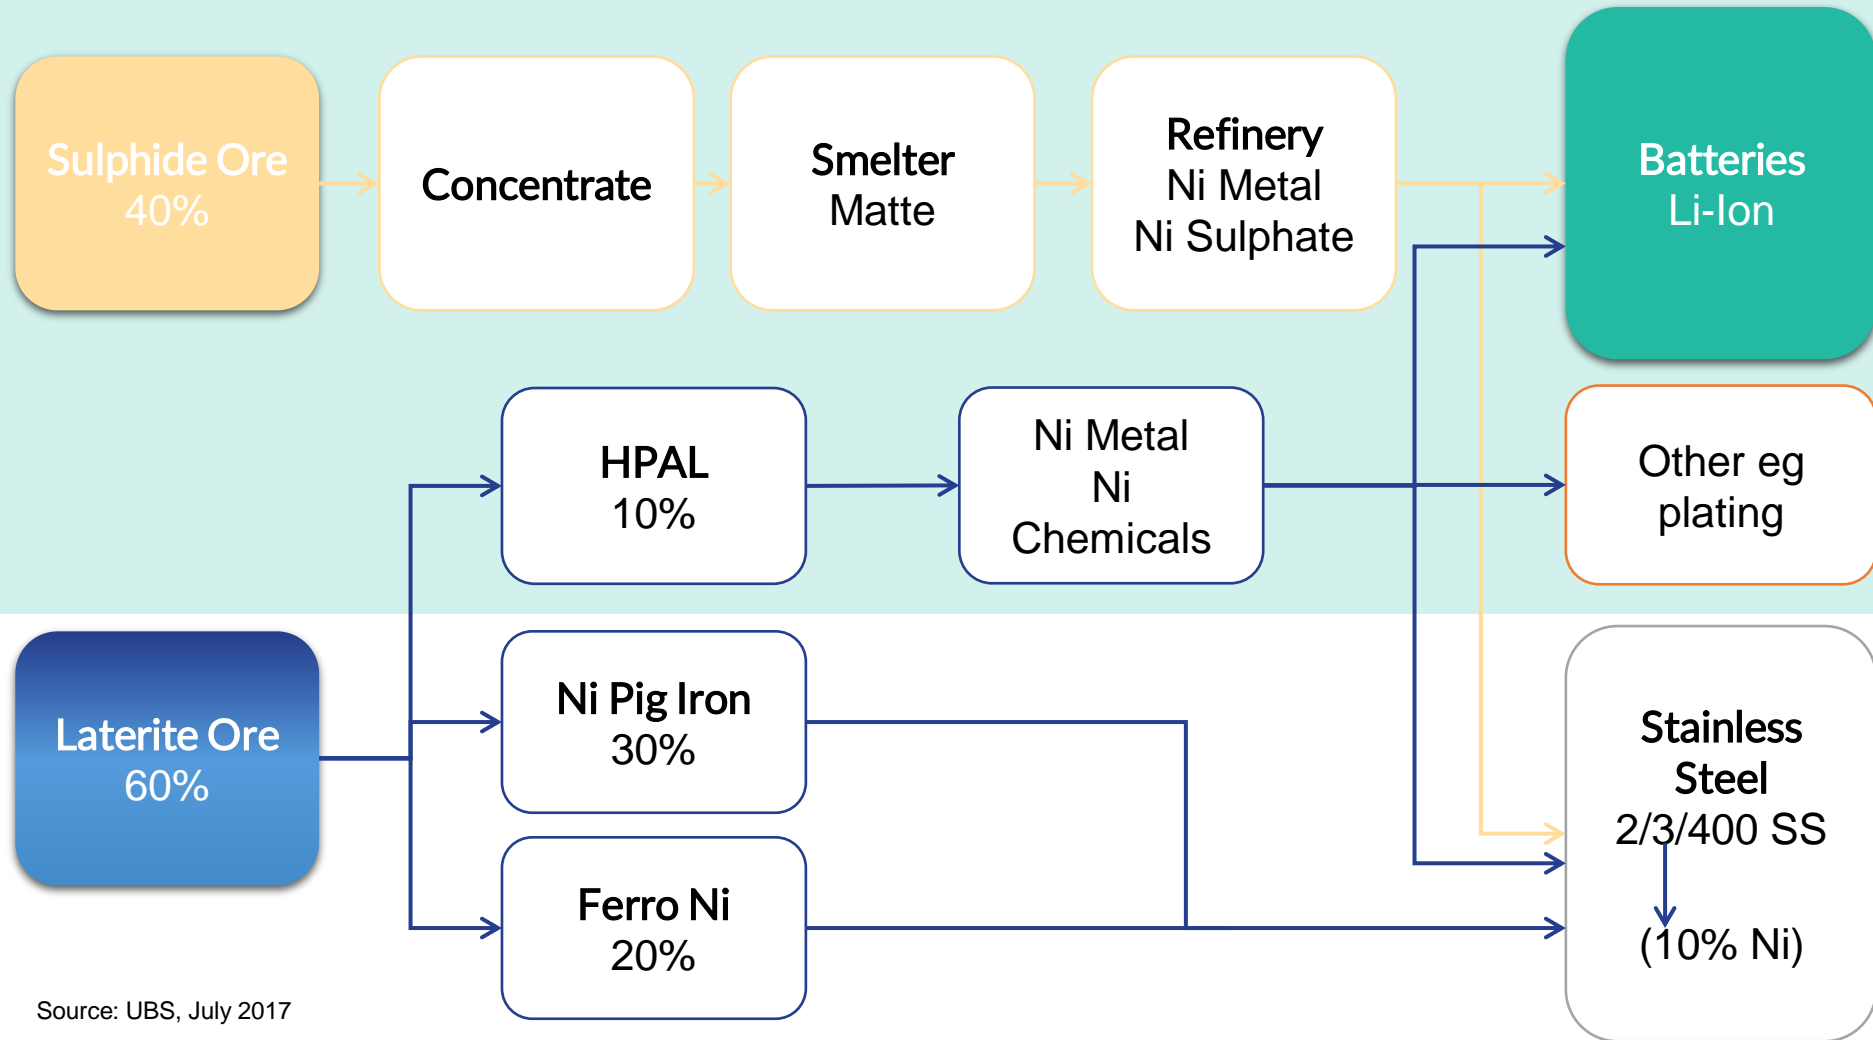 Sulphide Ore
40%
Concentrate
Smelter
Matte
Refinery
Ni Metal
Ni Sulphate
Batteries
Li-Ion
HPAL
10%
Ni Metal
Ni
Chemicals
Other eg
plating
Laterite Ore
60%
Ni Pig Iron
30%
Ferro Ni
20%
Stainless
Steel
2/3/400 SS
(10% Ni)
Source: UBS, July 2017